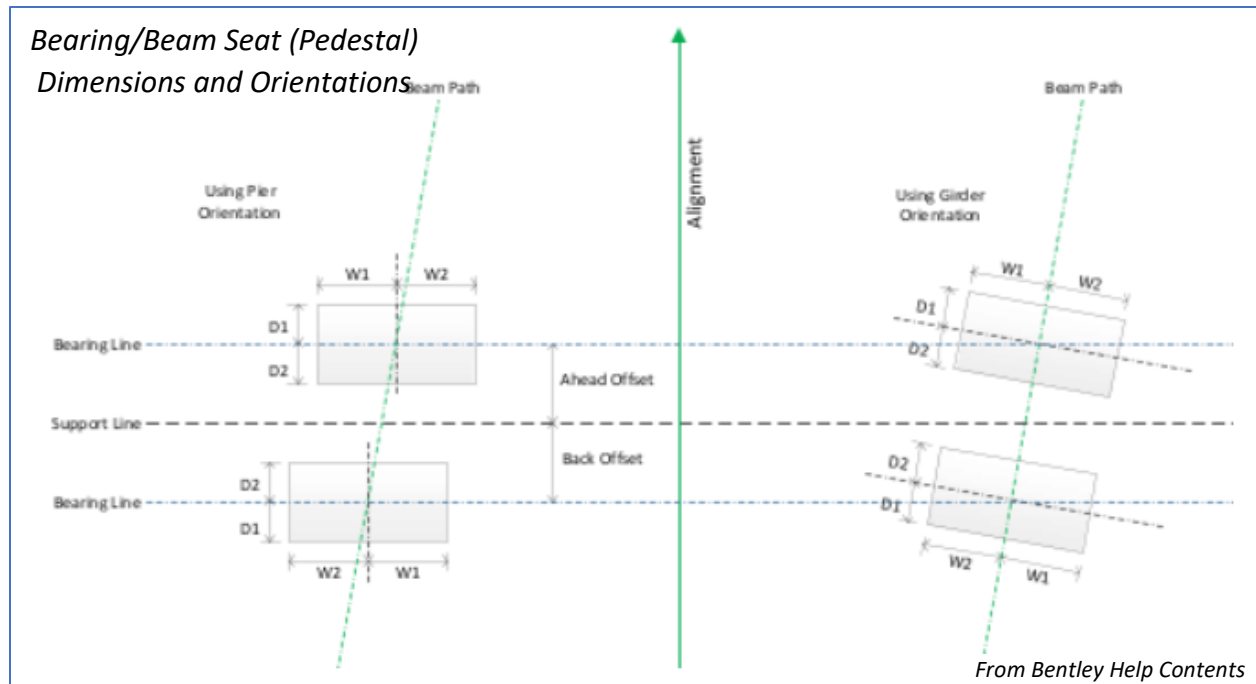 Bearing/Beam Seat (Pedestal)
Dimensions and Orientations
Beam Path
Beam Path
Alignment
Using Pier
Orientation
Using Girder
Orientation
W1
W2
W1
W2
D1
D2
D1
D2
Bearing Line
Ahead Offset
Support Line
Back Offset
D2
D1
D2
D1
Bearing Line
W2
W1
W2
W1
From Bentley Help Contents